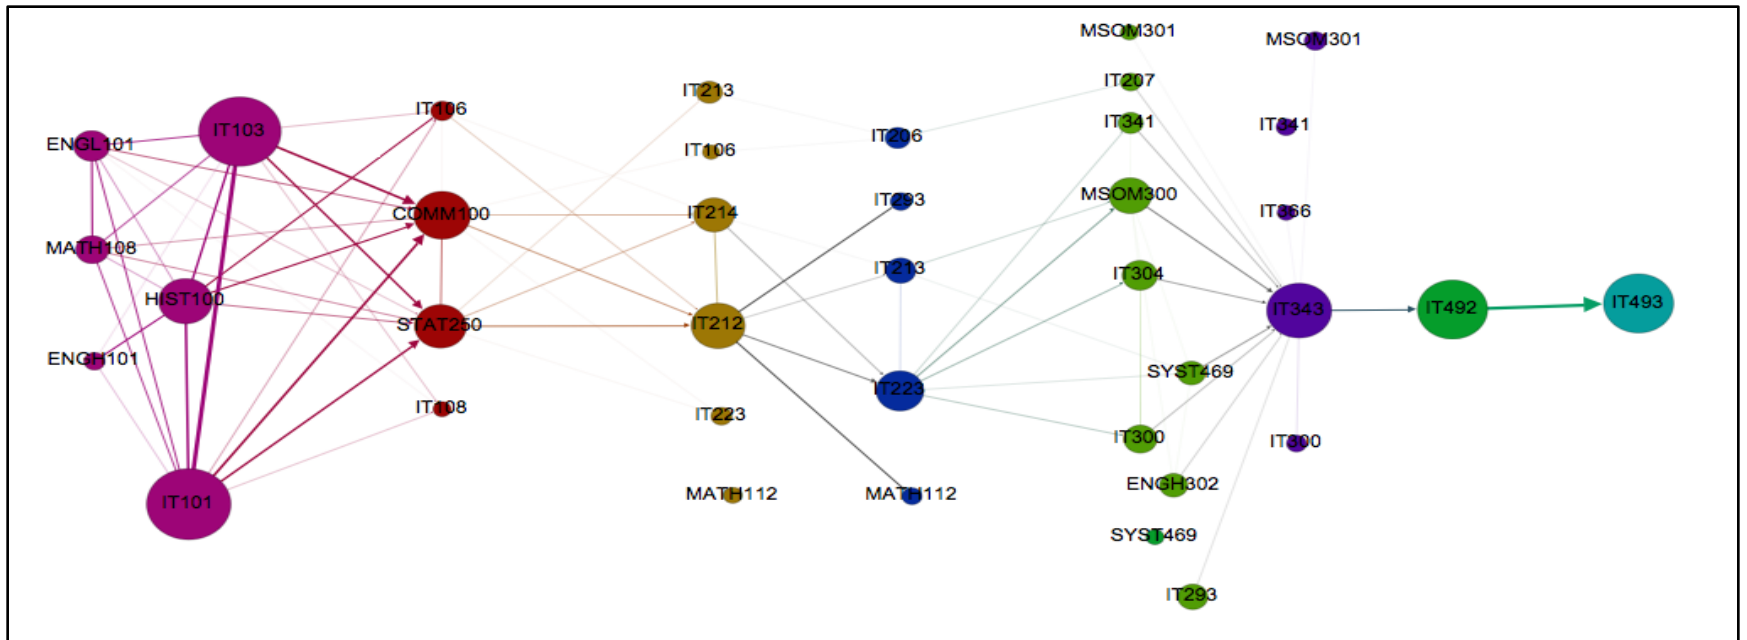 ENGL101
IT103
MATH108
HIST100
ENGH101
IT101
IT106
COMM100
STAT250
IT108
IT213
IT106
IT214
IT212
IT223
MATH112
IT206
IT293
IT213
IT223
MATH112
MSOM301
IT207
IT341
MSOM300
IT304
SYST469
IT300
ENGH302
SYST469
IT293
MSOM301
IT341
IT366
IT343
IT300
IT492
IT493